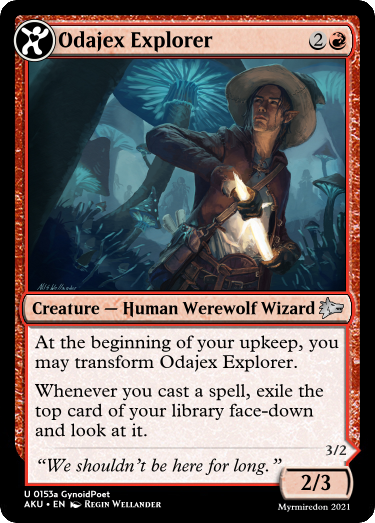 Odajex Explorer
2
Creature — Human Werewolf Wizard
At the beginning of your upkeep, you
may transform Odajex Explorer.
Whenever you cast a spell, exile the
top card of your library face-down
and look at it.
3/2
“We shouldn’t be here for long.”
2/3
U 0153a GynoidPoet
AKU • EN Regin Wellander
Myrmiredon 2021